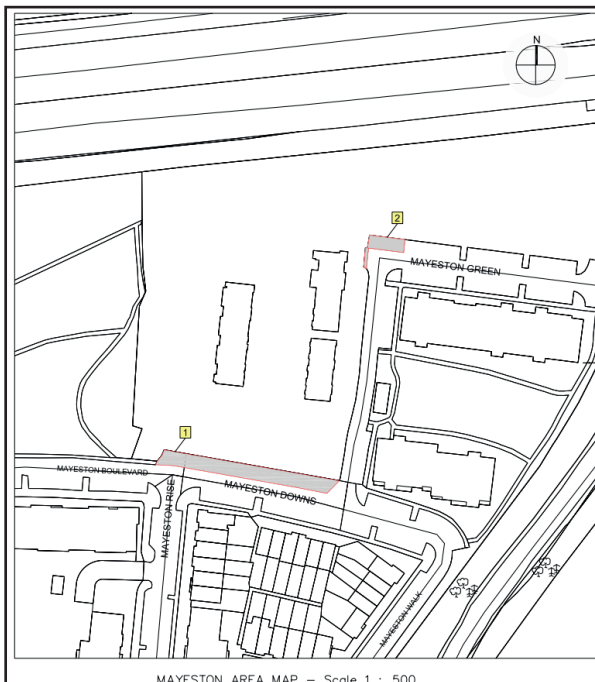 N
2
MAYESTON GREEN
1
MAYESTON BOULEVARD
MAYESTON DOWNS
MAYESTON RISE
MAYESTON WALK
MAYESTON AREA MAP – Scale 1 : 500